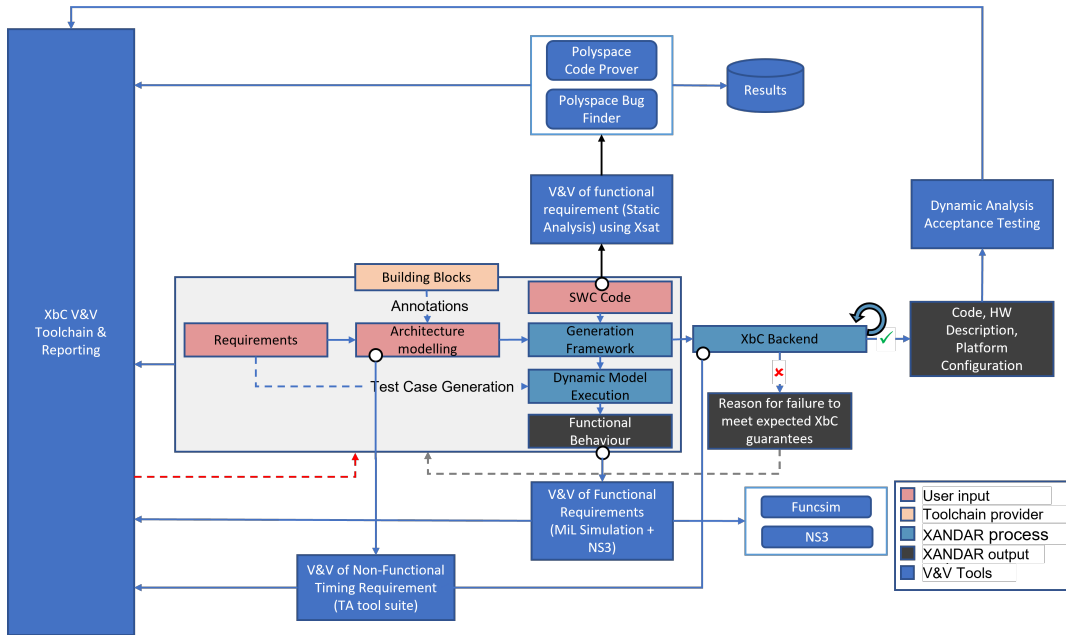 Polyspace
Code Prover
Polyspace Bug
Finder
Results
V&V of functional
requirement (Static
Analysis) using Xsat
Dynamic Analysis
Acceptance Testing
XbC V&V
Toolchain &
Reporting
Building Blocks
Annotations
SWC Code
Requirements
Architecture
modelling
Generation
Framework
XbC Backend
Code, HW
Description,
Platform
Configuration
Test Case Generation
Dynamic Model
Execution
Functional
Behaviour
Reason for failure to
meet expected XbC
guarantees
V&V of Functional
Requirements
(MiL Simulation +
NS3)
Funcsim
NS3
V&V of Non-Functional
Timing Requirement
(TA tool suite)
User input
Toolchain provider
XANDAR process
XANDAR output
V&V Tools